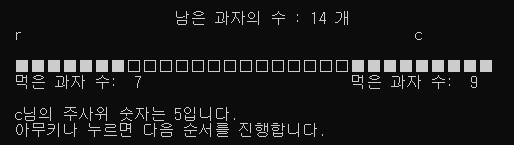 남은 과자의 수 : 14 개
r c
■■■■■■■□□□□□□□□□□□□□□■■■■■■■■■
먹은 과자 수: 7 먹은 과자 수: 9
c님의 주사위 숫자는 5입니다.
아무키나 누르면 다음 순서를 진행합니다.